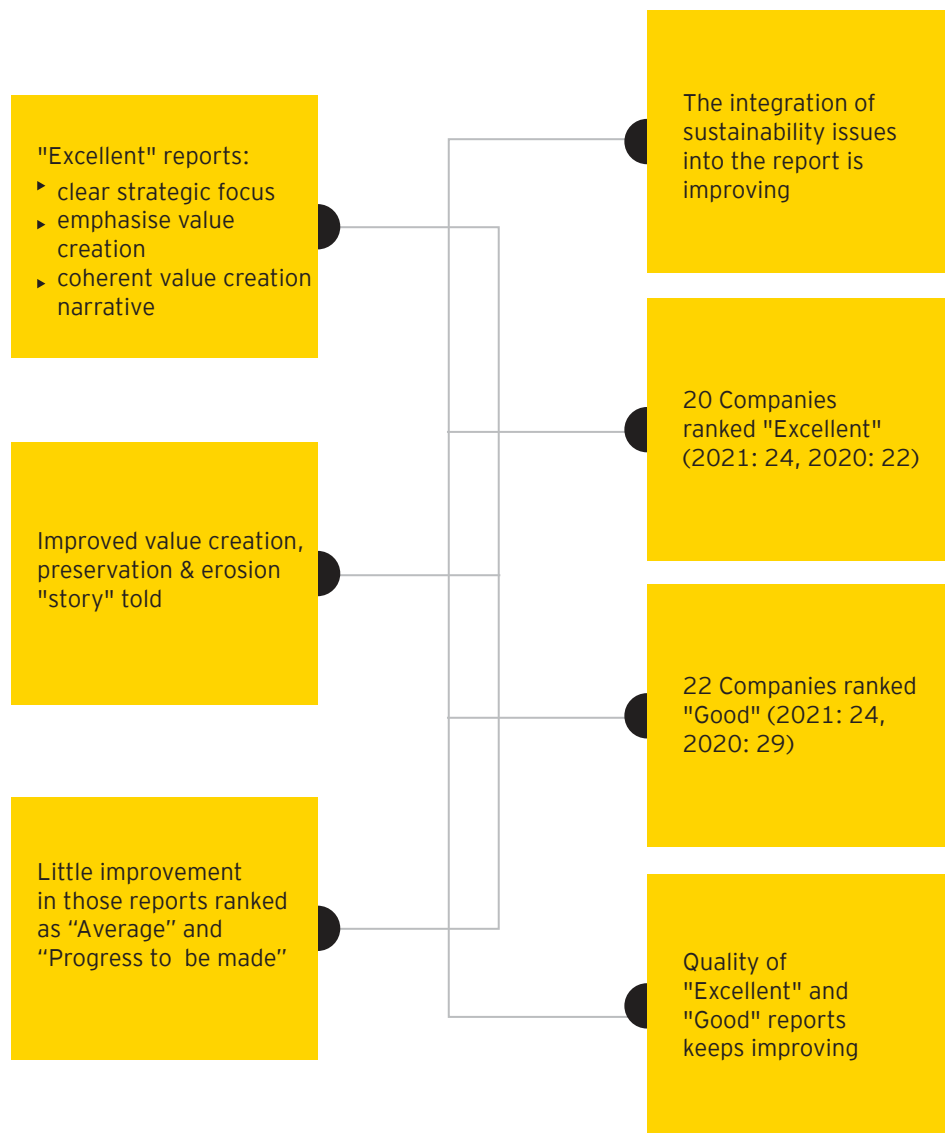 "Excellent" reports:
▸ clear strategic focus
▸ emphasise value
creation
▸ coherent value creation
narrative
Improved value creation,
preservation & erosion
"story" told
Little improvement
in those reports ranked
as “Average” and
“Progress to be made”
The integration of
sustainability issues
into the report is
improving
20 Companies
ranked "Excellent"
(2021: 24, 2020: 22)
22 Companies ranked
"Good" (2021: 24,
2020: 29)
Quality of
"Excellent" and
"Good" reports
keeps improving